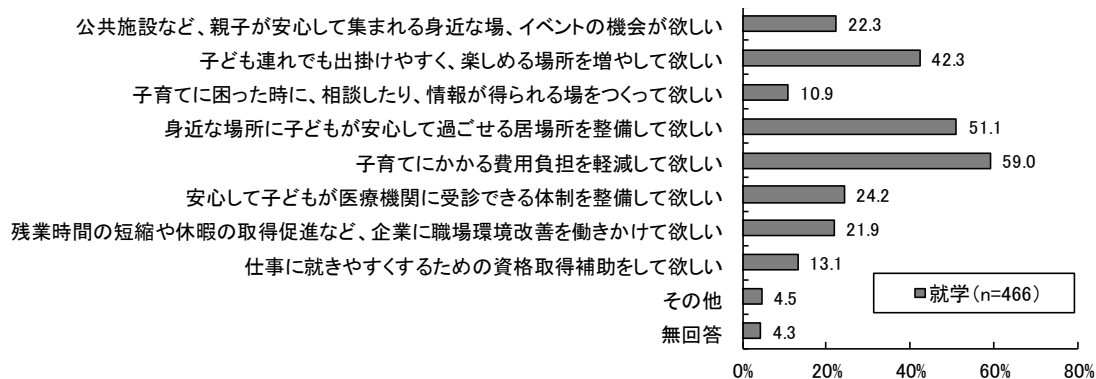 公共施設など、親子が安心して集まれる身近な場、イベントの機会が欲しい 22.3
子ども連れでも出掛けやすく、楽しめる場所を増やして欲しい 42.3
子育てに困った時に、相談したり、情報が得られる場をつくって欲しい 10.9
身近な場所に子どもが安心して過ごせる居場所を整備して欲しい 51.1
子育てにかかる費用負担を軽減して欲しい 59.0
安心して子どもが医療機関に受診できる体制を整備して欲しい 24.2
残業時間の短縮や休暇の取得促進など、企業に職場環境改善を働きかけて欲しい 21.9
仕事に就きやすくするための資格取得補助をして欲しい 13.1
その他 4.5
無回答 4.3
就学(n=466)
0% 20% 40% 60% 80%